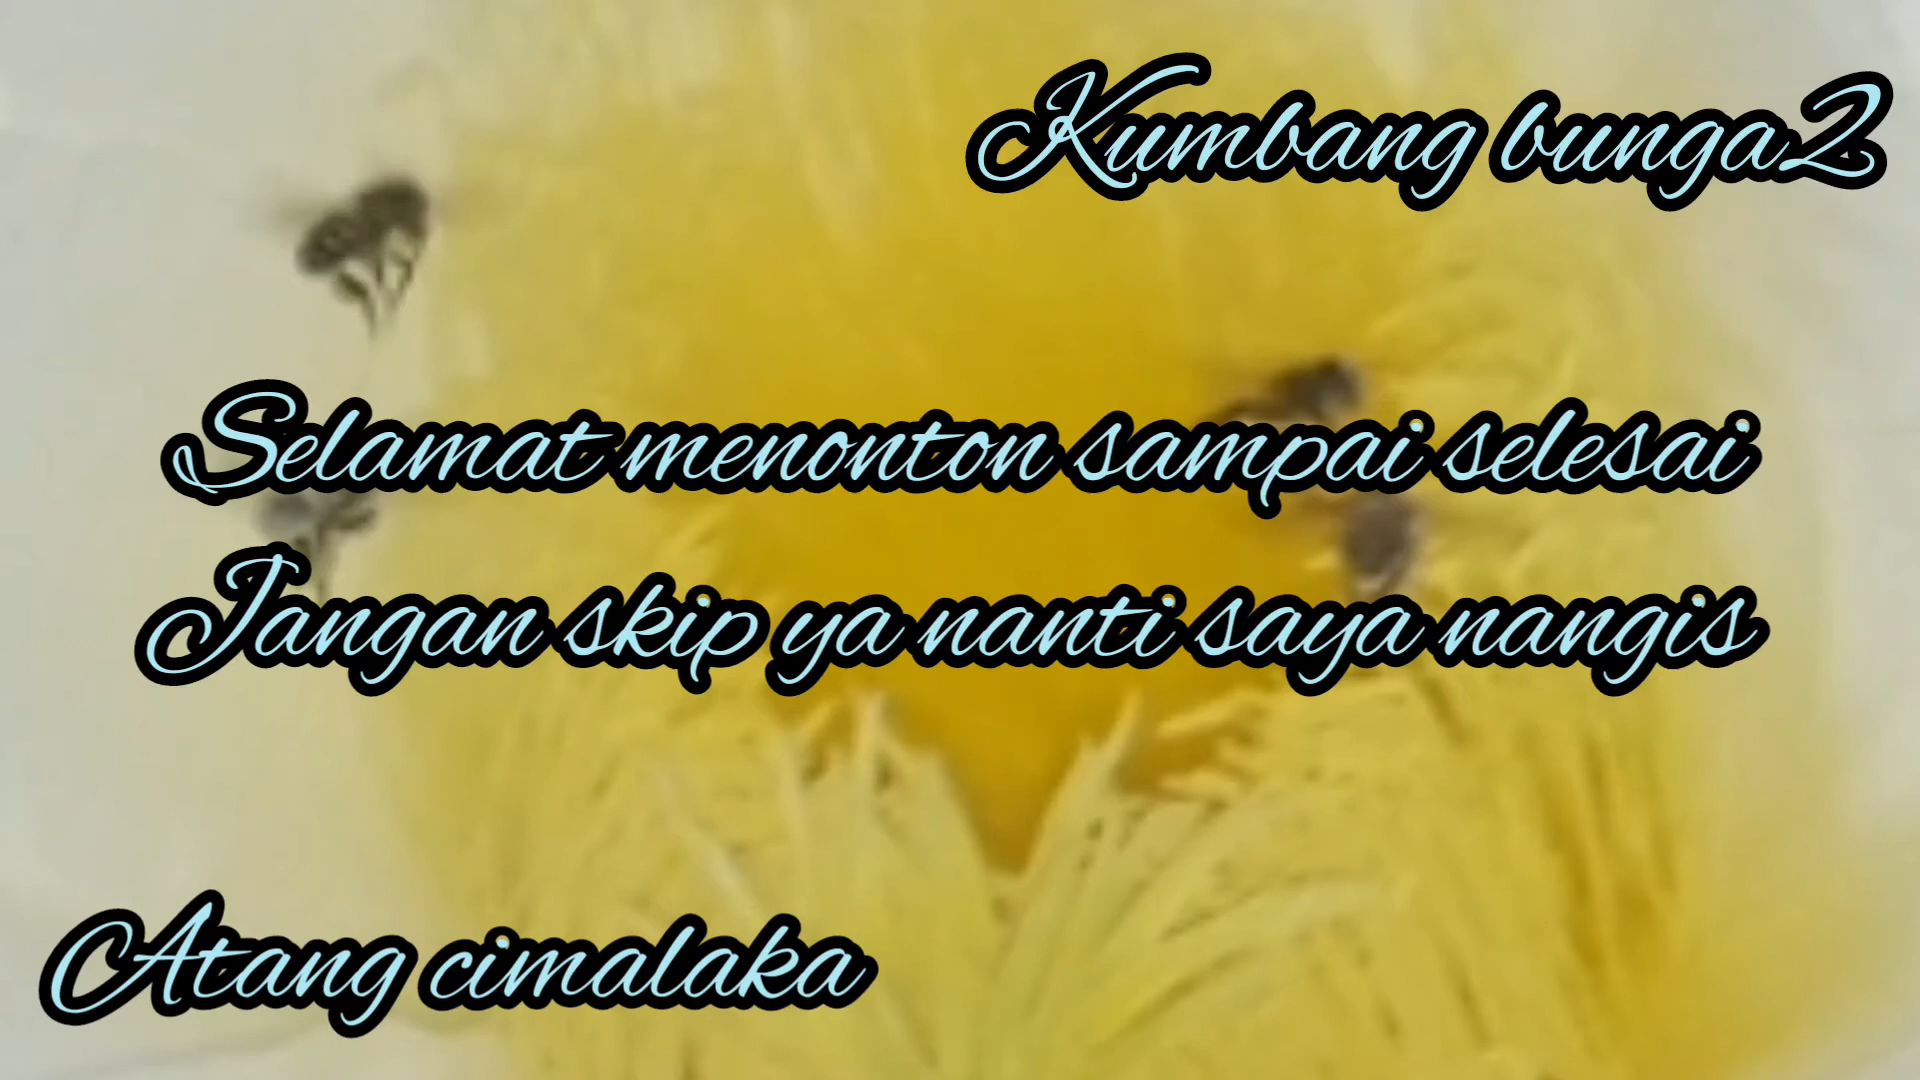 Kumbang bunga2
Selamat menonton sampai selesai
Jangan skip ya nanti saya nangis
Atang cimalaka